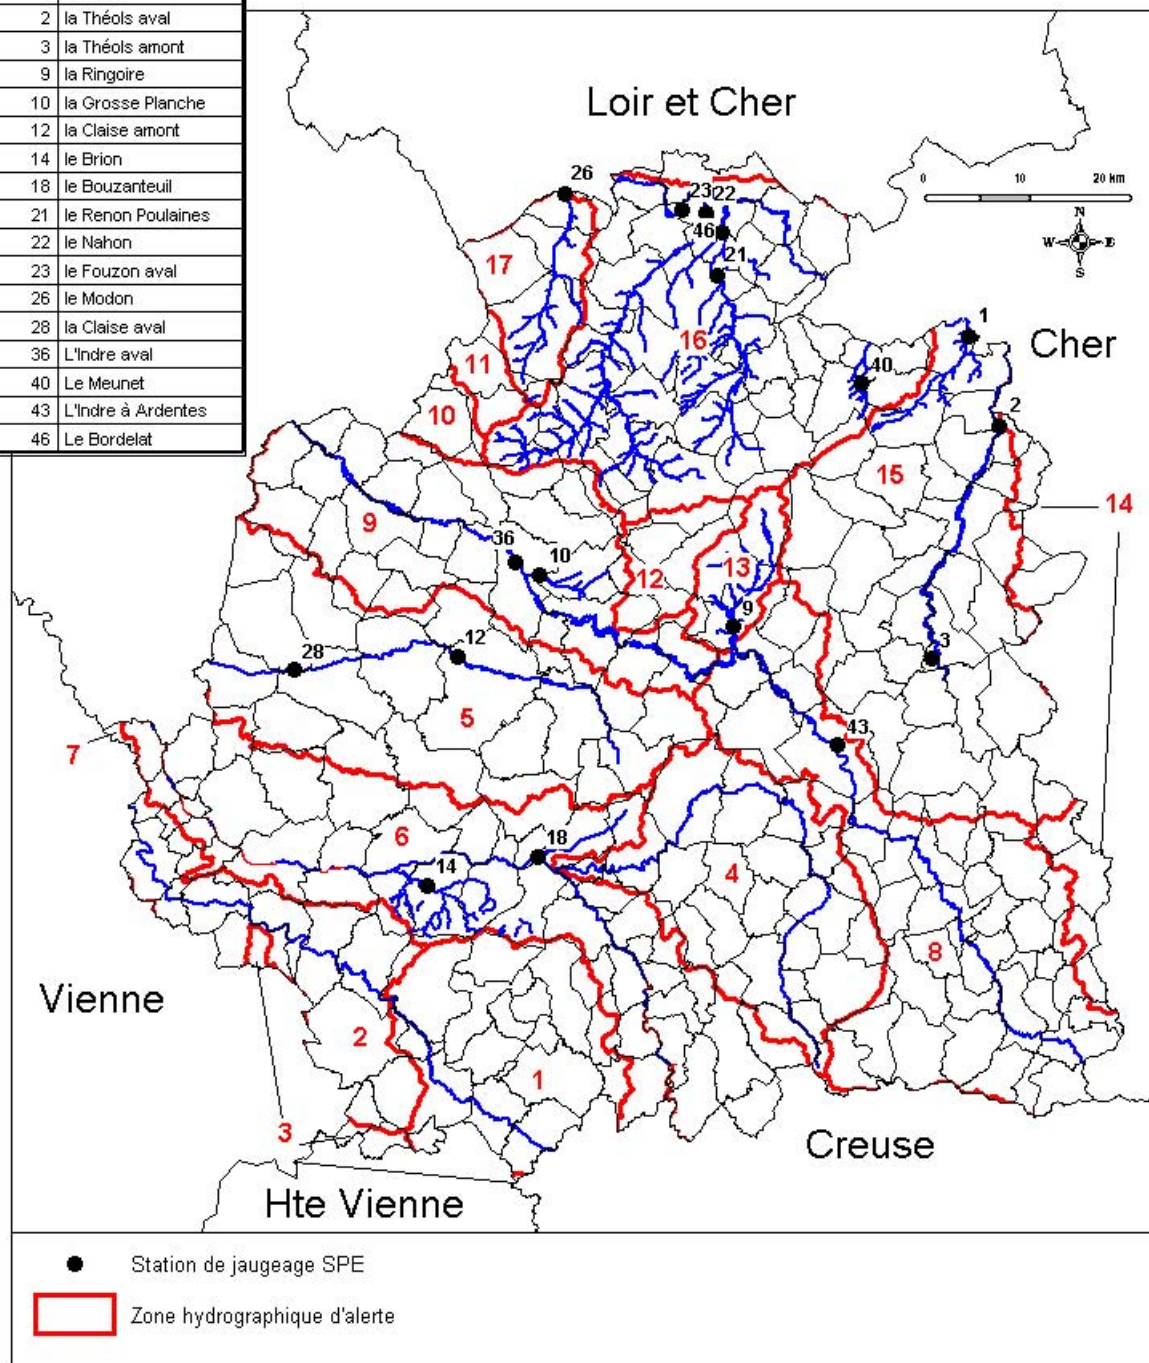 2 la Théols aval
3 la Théols amont
9 la Ringoire
10 la Grosse Planche
12 la Claise amont
14 le Brion
18 le Bouzanteuil
21 le Renon Poulaines
22 le Nahon
23 le Fouzon aval
26 le Modon
28 la Claise aval
36 L'Indre aval
40 Le Meunet
43 L'Indre à Ardentes
46 Le Bordelat
Loir et Cher
0 10 20 km
N
W E
S
26
23 22
46
21
17
16
1
Cher
11
40
10
2
15
14
9
36
10
12
13
9
12
28
3
5
43
7
6
18
14
4
8
Vienne
2
1
3
Creuse
Hte Vienne
Station de jaugeage SPE
Zone hydrographique d'alerte